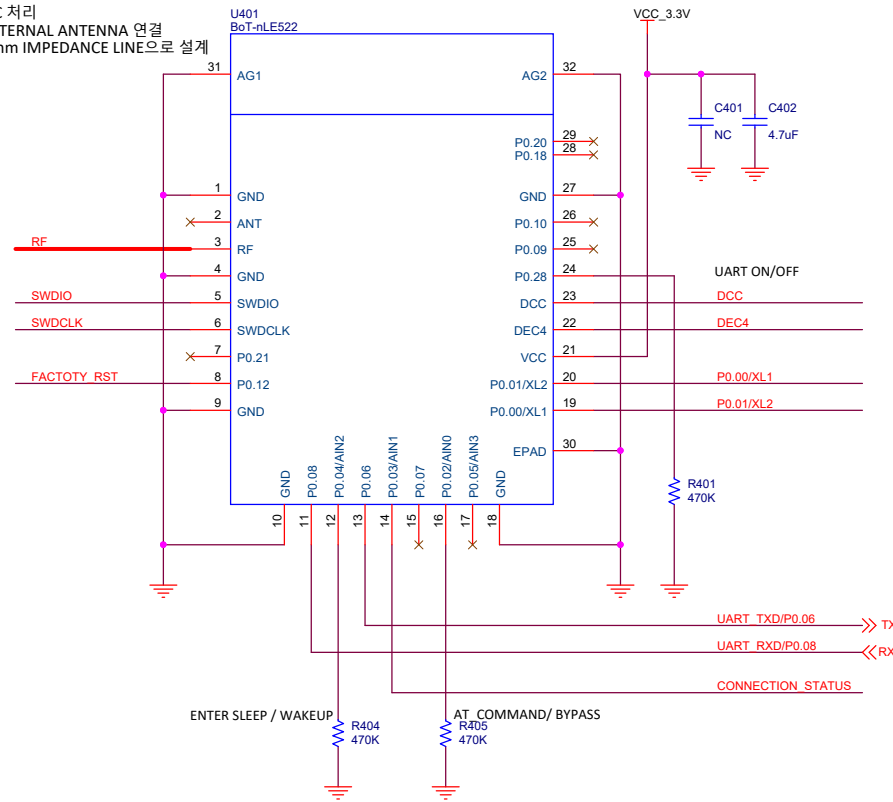 처리
TERNAL ANTENNA 연결
IMPEDANCE LINE으로 설계
U401
BoT-nLE522
VCC_3.3V
31 AG1
AG2 32
C401
NC
C402
4.7uF
P0.20 29
P0.18 28
1 GND
GND 27
2 ANT
P0.10 26
RF 3 RF
P0.09 25
4 GND
P0.28 24
UART ON/OFF
SWDIO 5 SWDIO
DCC 23 DCC
SWDCLK 6 SWDCLK
DEC4 22 DEC4
7 P0.21
VCC 21
FACTOTY_RST 8 P0.12
P0.01/XL2 20 P0.00/XL1
9 GND
P0.00/XL1 19 P0.01/XL2
EPAD 30
GND
P0.08
P0.04/AIN2
P0.06
P0.03/AIN1
P0.07
P0.02/AIN0
P0.05/AIN3
GND
10
11
12
13
14
15
16
17
18
R401
470K
UART_TXD/P0.06
UART_RXD/P0.08
CONNECTION_STATUS
ENTER SLEEP / WAKEUP
R404
470K
AT_COMMAND/ BYPASS
R405
470K